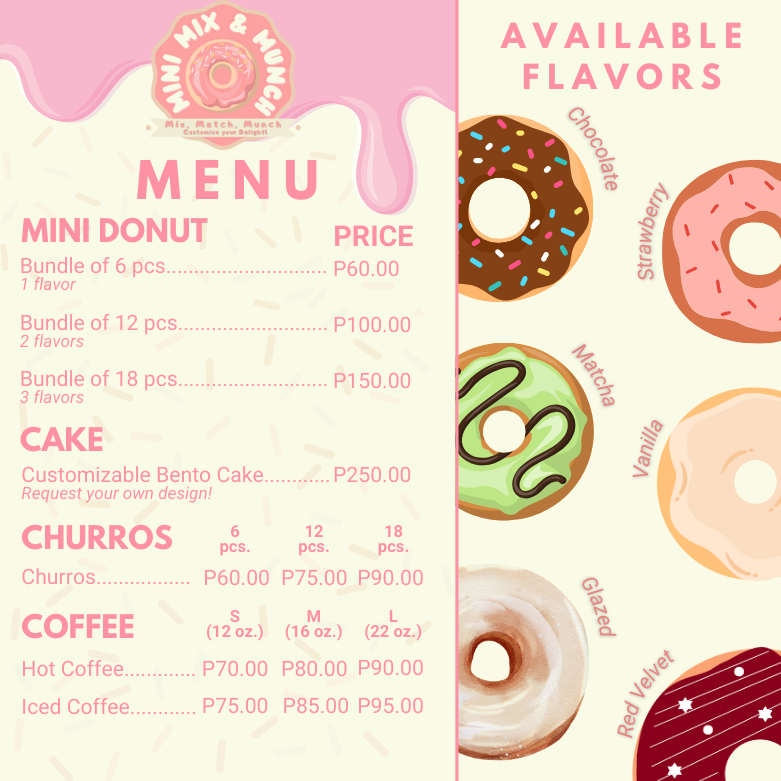 MINI MIX & MUNCH
Mix, Match, Munch
Customize your Delight!
MENU
MINI DONUT PRICE
Bundle of 6 pcs............................ P60.00
1 flavor
Bundle of 12 pcs.......................... P100.00
2 flavors
Bundle of 18 pcs.......................... P150.00
3 flavors
CAKE
Customizable Bento Cake............ P250.00
Request your own design!
CHURROS 6 pcs. 12 pcs. 18 pcs.
Churros................. P60.00 P75.00 P90.00
COFFEE S (12 oz.) M (16 oz.) L (22 oz.)
Hot Coffee............. P70.00 P80.00 P90.00
Iced Coffee............ P75.00 P85.00 P95.00
AVAILABLE
FLAVORS
Chocolate
Strawberry
Matcha
Vanilla
Glazed
Red Velvet